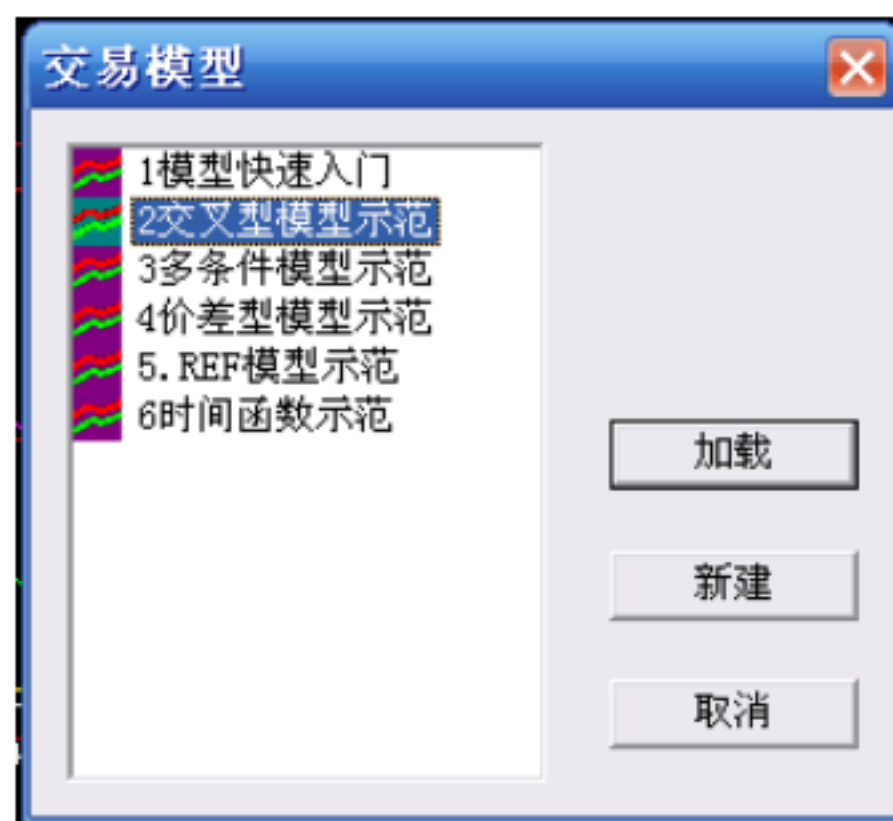 交易模型
1模型快速入门
2交叉型模型示范
3多条件模型示范
4价差型模型示范
5.REF模型示范
6时间函数示范
加载
新建
取消